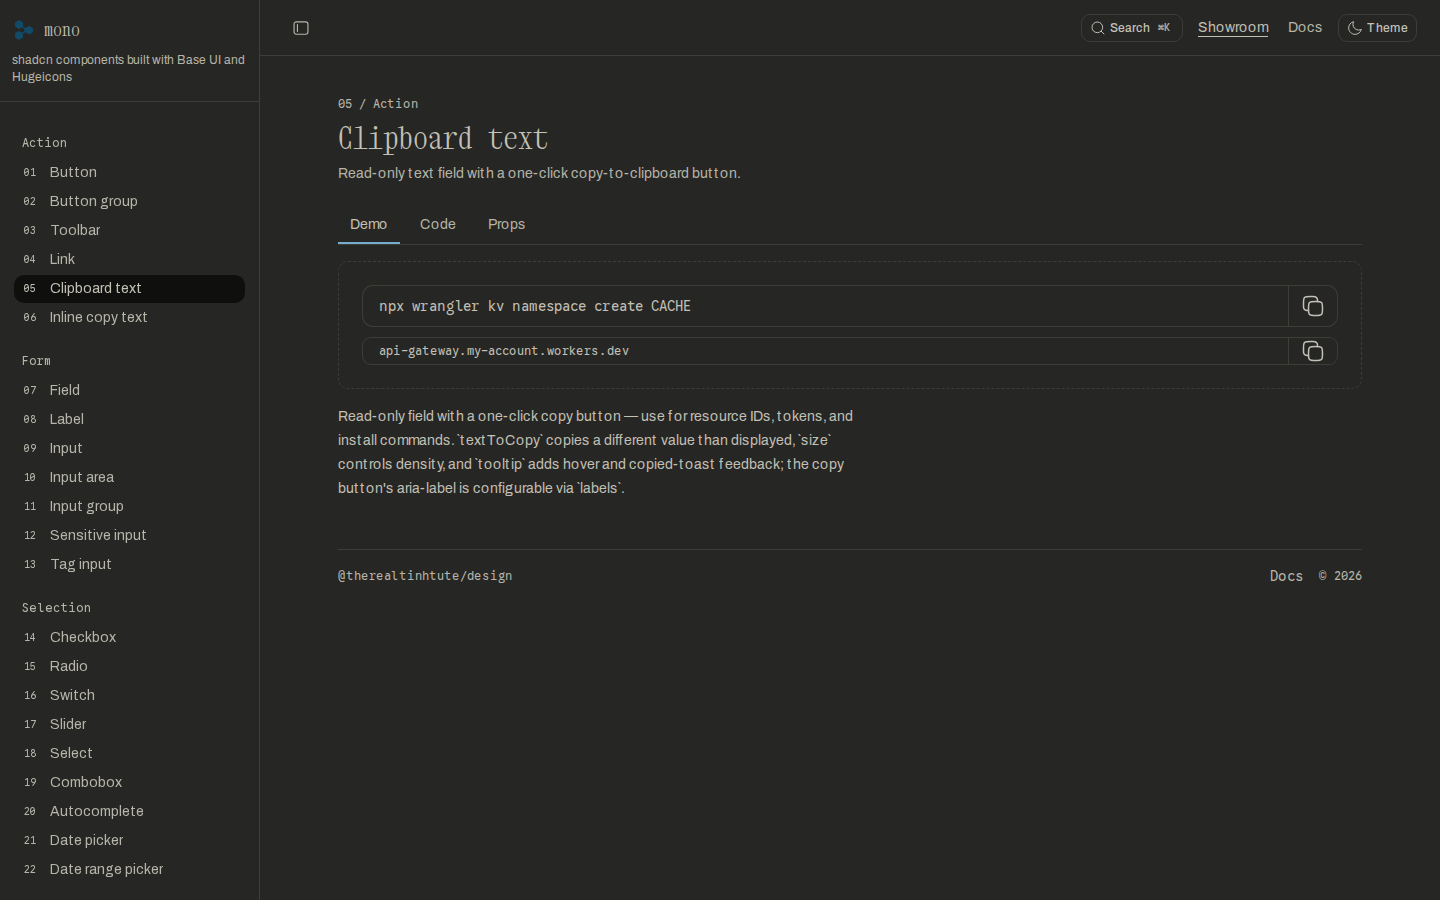 mono
shadcn components built with Base UI and
Hugeicons
Action
01 Button
02 Button group
03 Toolbar
04 Link
05 Clipboard text
06 Inline copy text
Form
07 Field
08 Label
09 Input
10 Input area
11 Input group
12 Sensitive input
13 Tag input
Selection
14 Checkbox
15 Radio
16 Switch
17 Slider
18 Select
19 Combobox
20 Autocomplete
21 Date picker
22 Date range picker
Search ⌘K Showroom Docs Theme
05 / Action
Clipboard text
Read-only text field with a one-click copy-to-clipboard button.
Demo Code Props
npx wrangler kv namespace create CACHE
api-gateway.my-account.workers.dev
Read-only field with a one-click copy button — use for resource IDs, tokens, and
install commands. `textToCopy` copies a different value than displayed, `size`
controls density, and `tooltip` adds hover and copied-toast feedback; the copy
button's aria-label is configurable via `labels`.
@therealtinhtute/design Docs © 2026